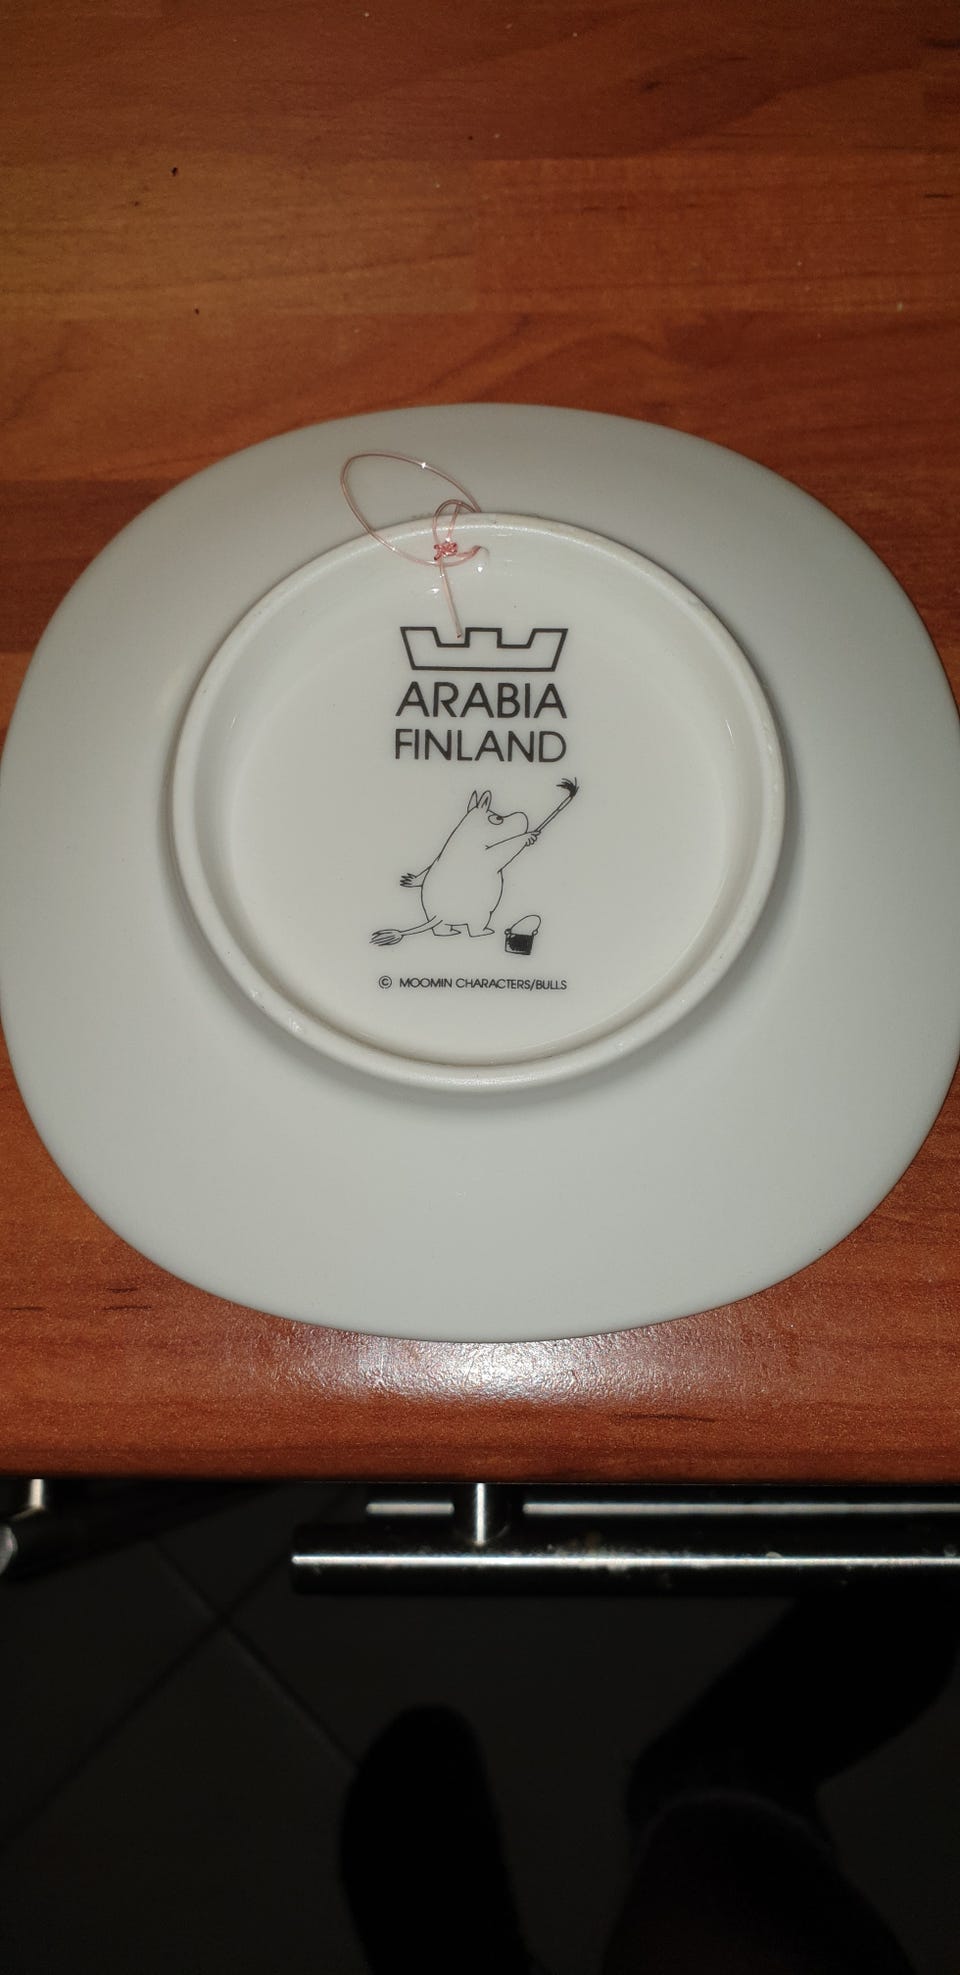 ARABIA
FINLAND
© MOOMIN CHARACTERS/BULLS